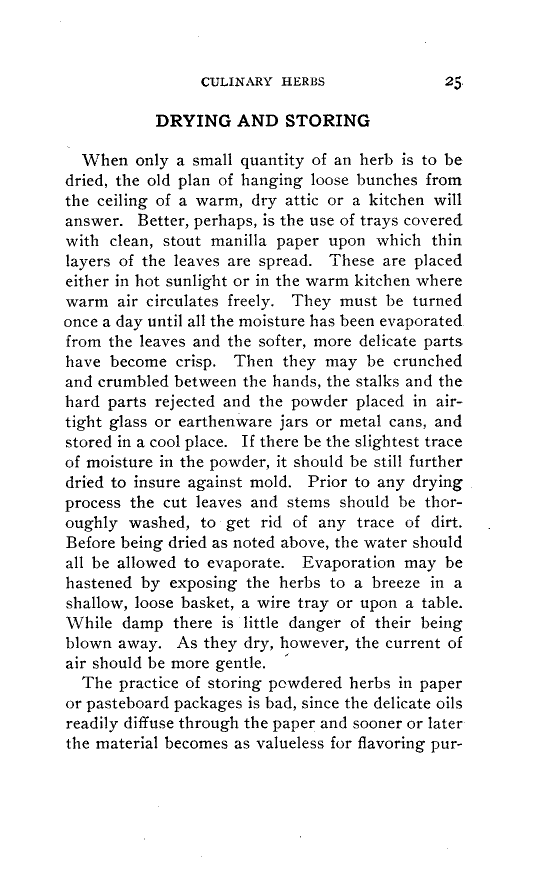 CULINARY HERBS 25
DRYING AND STORING
When only a small quantity of an herb is to be
dried, the old plan of hanging loose bunches from
the ceiling of a warm, dry attic or a kitchen will
answer. Better, perhaps, is the use of trays covered
with clean, stout manilla paper upon which thin
layers of the leaves are spread. These are placed
either in hot sunlight or in the warm kitchen where
warm air circulates freely. They must be turned
once a day until all the moisture has been evaporated
from the leaves and the softer, more delicate parts
have become crisp. Then they may be crunched
and crumbled between the hands, the stalks and the
hard parts rejected and the powder placed in air-
tight glass or earthenware jars or metal cans, and
stored in a cool place. If there be the slightest trace
of moisture in the powder, it should be still further
dried to insure against mold. Prior to any drying
process the cut leaves and stems should be thor-
oughly washed, to get rid of any trace of dirt.
Before being dried as noted above, the water should
all be allowed to evaporate. Evaporation may be
hastened by exposing the herbs to a breeze in a
shallow, loose basket, a wire tray or upon a table.
While damp there is little danger of their being
blown away. As they dry, however, the current of
air should be more gentle.
The practice of storing powdered herbs in paper
or pasteboard packages is bad, since the delicate oils
readily diffuse through the paper and sooner or later
the material becomes as valueless for flavoring pur-